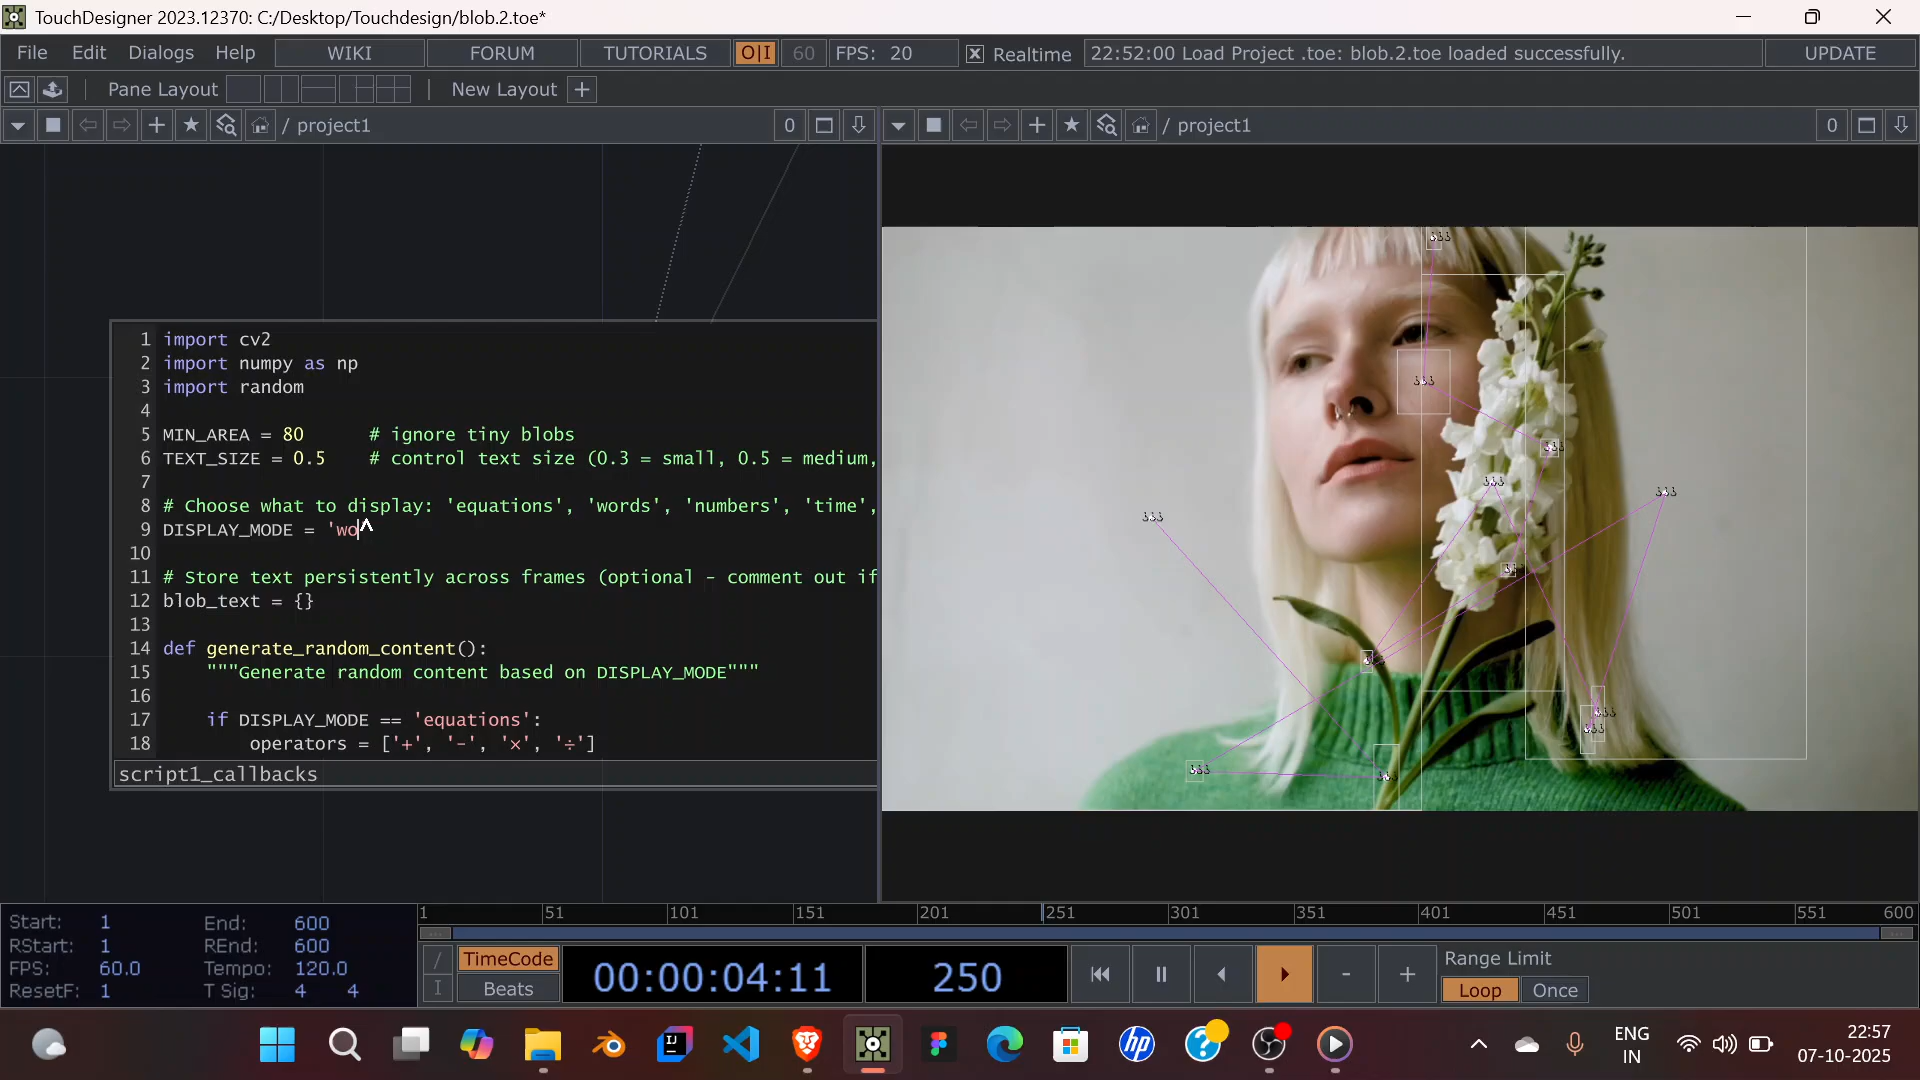 TouchDesigner 2023.12370: C:/Desktop/Touchdesign/blob.2.toe*
File Edit Dialogs Help WIKI FORUM TUTORIALS O|I 60 FPS: 20 Realtime 22:52:00 Load Project .toe: blob.2.toe loaded successfully. UPDATE
Pane Layout New Layout +
/ project1 0
/ project1 0
1 import cv2
2 import numpy as np
3 import random
4
5 MIN_AREA = 80 # ignore tiny blobs
6 TEXT_SIZE = 0.5 # control text size (0.3 = small, 0.5 = medium,
7
8 # Choose what to display: 'equations', 'words', 'numbers', 'time',
9 DISPLAY_MODE = 'wo
10
11 # Store text persistently across frames (optional - comment out if
12 blob_text = {}
13
14 def generate_random_content():
15 """Generate random content based on DISPLAY_MODE"""
16
17 if DISPLAY_MODE == 'equations':
18 operators = ['+', '-', '×', '÷']
script1_callbacks
Start: 1 End: 600
RStart: 1 REnd: 600
FPS: 60.0 Tempo: 120.0
ResetF: 1 T Sig: 4 4
1 51 101 151 201 251 301 351 401 451 501 551 600
/ TimeCode
I Beats
00:00:04:11 250
- +
Range Limit
Loop Once
ENG
IN
22:57
07-10-2025